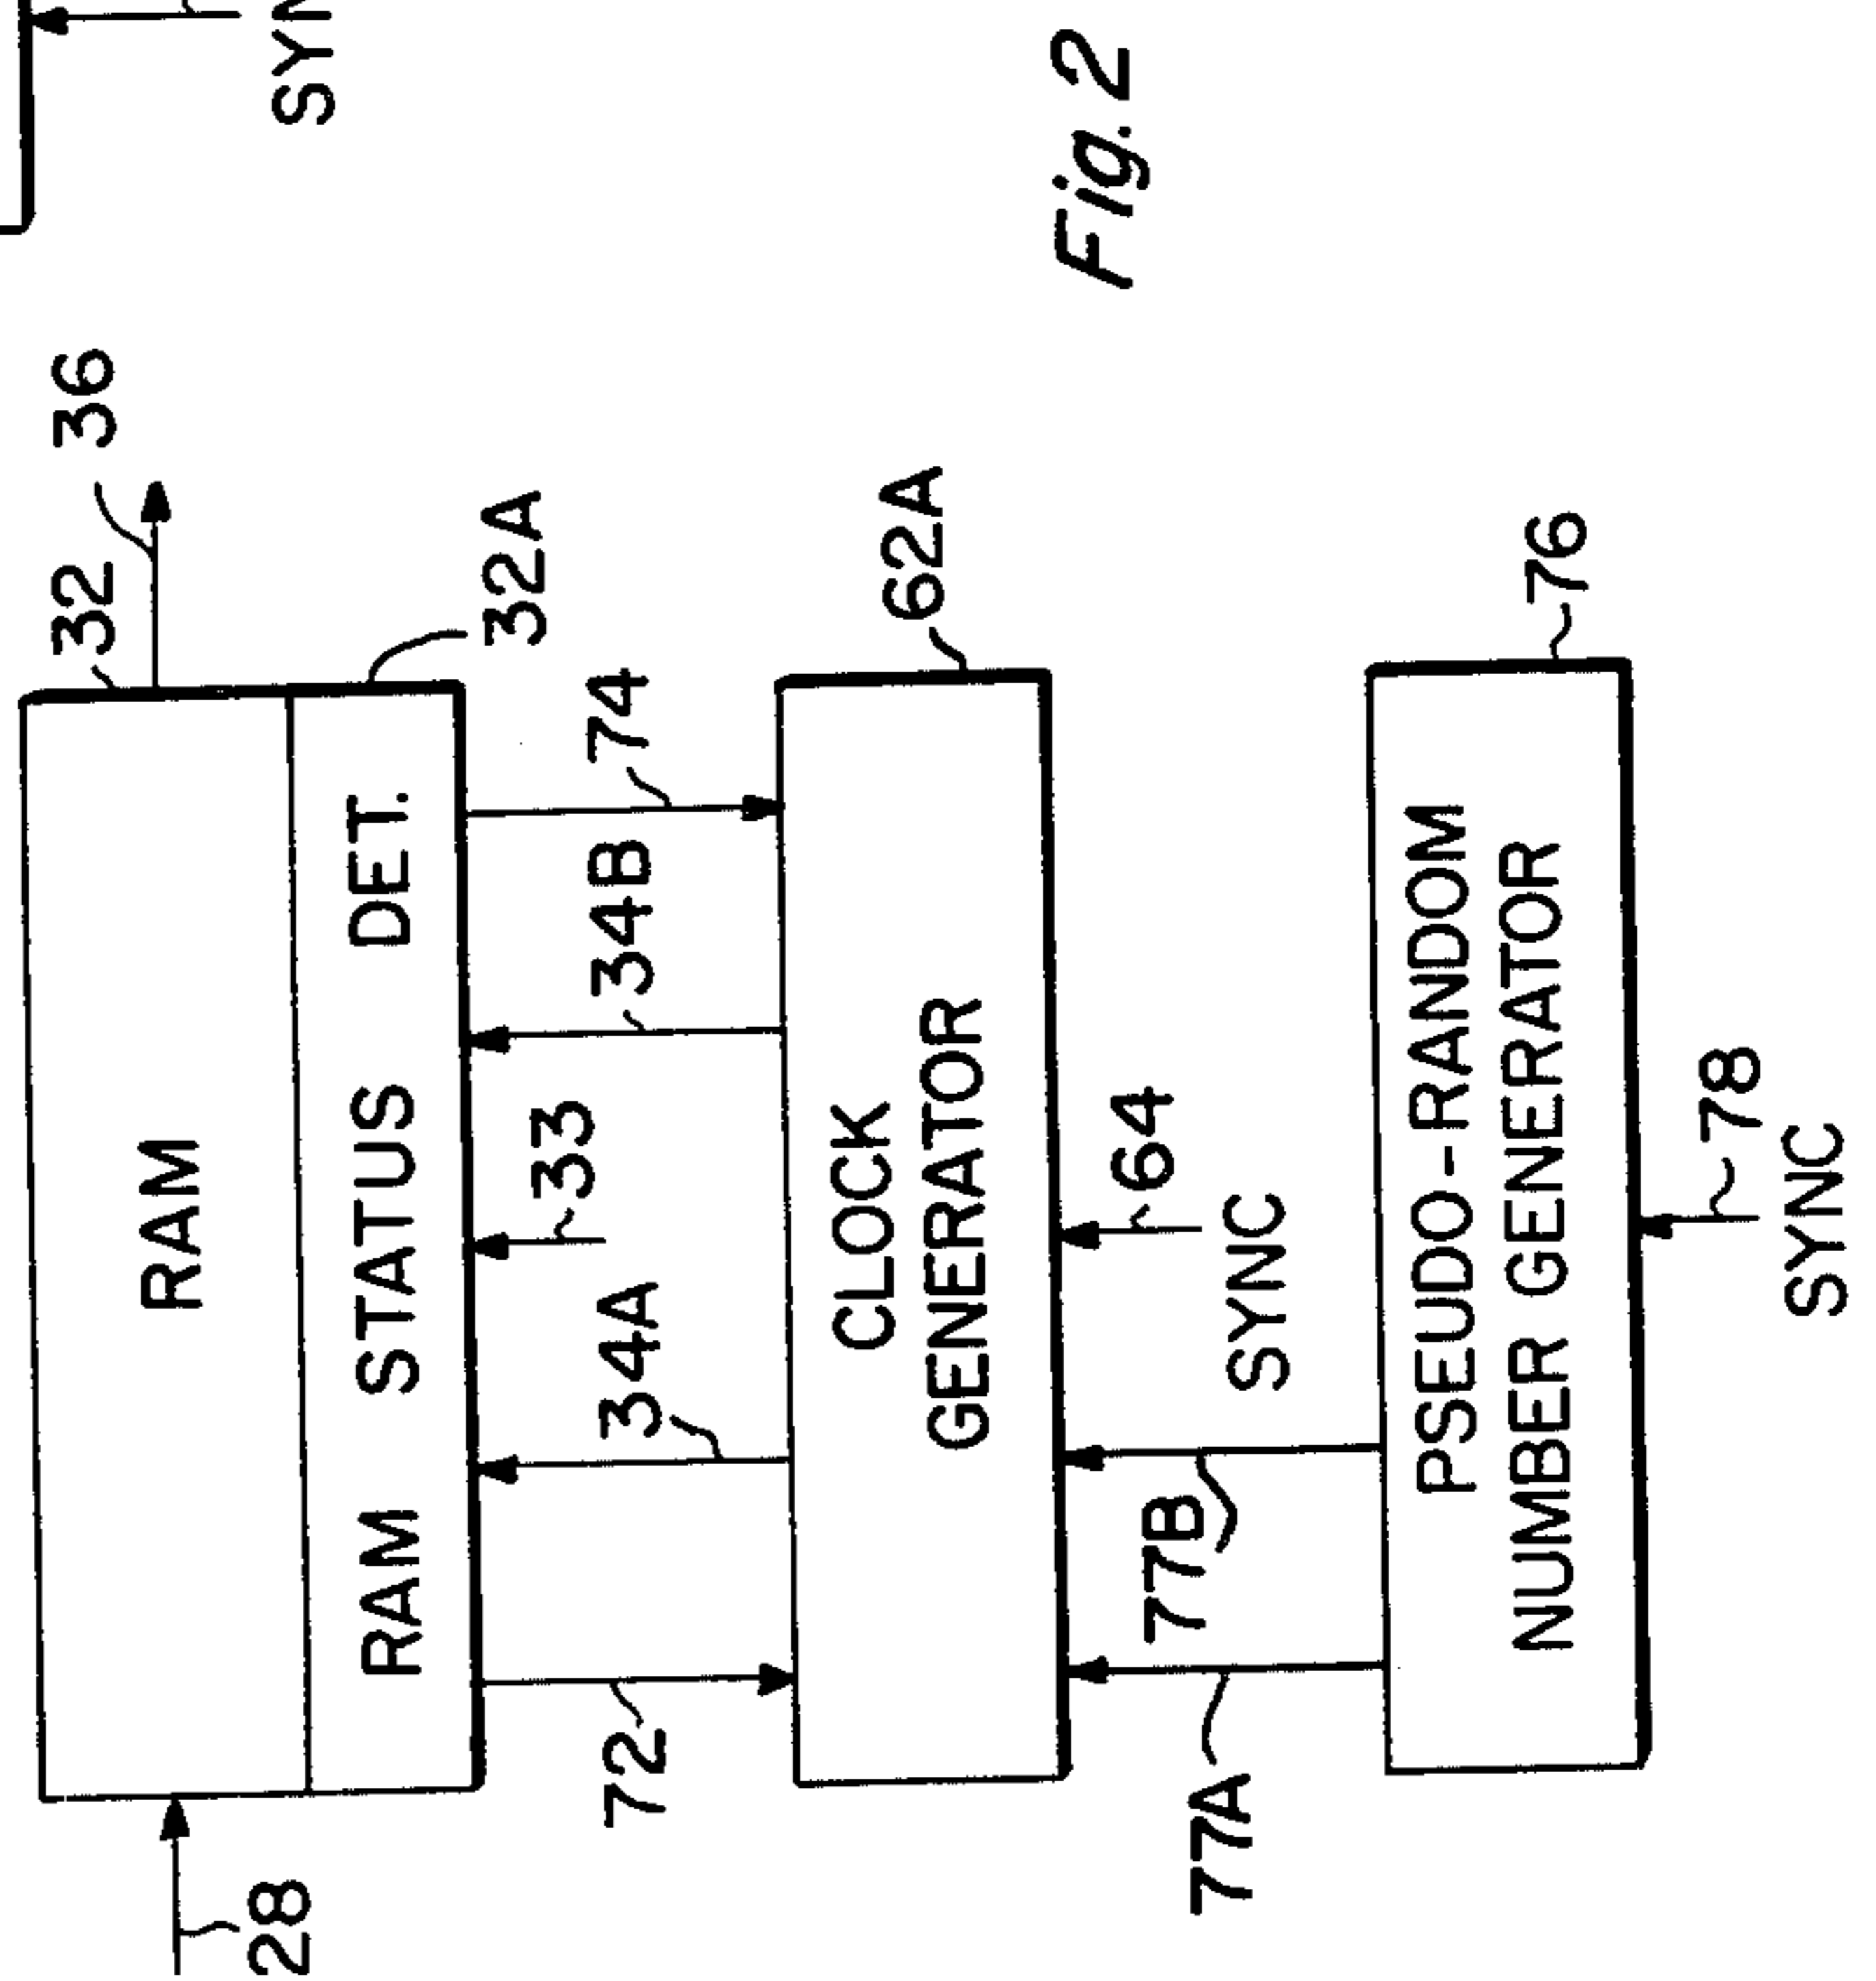 SYN
Fig. 2
36
32
32A
RAM
RAM STATUS DET.
28
74
34B
33
34A
72
62A
CLOCK
GENERATOR
64
SYNC
77B
77A
76
PSEUDO-RANDOM
NUMBER GENERATOR
78
SYNC